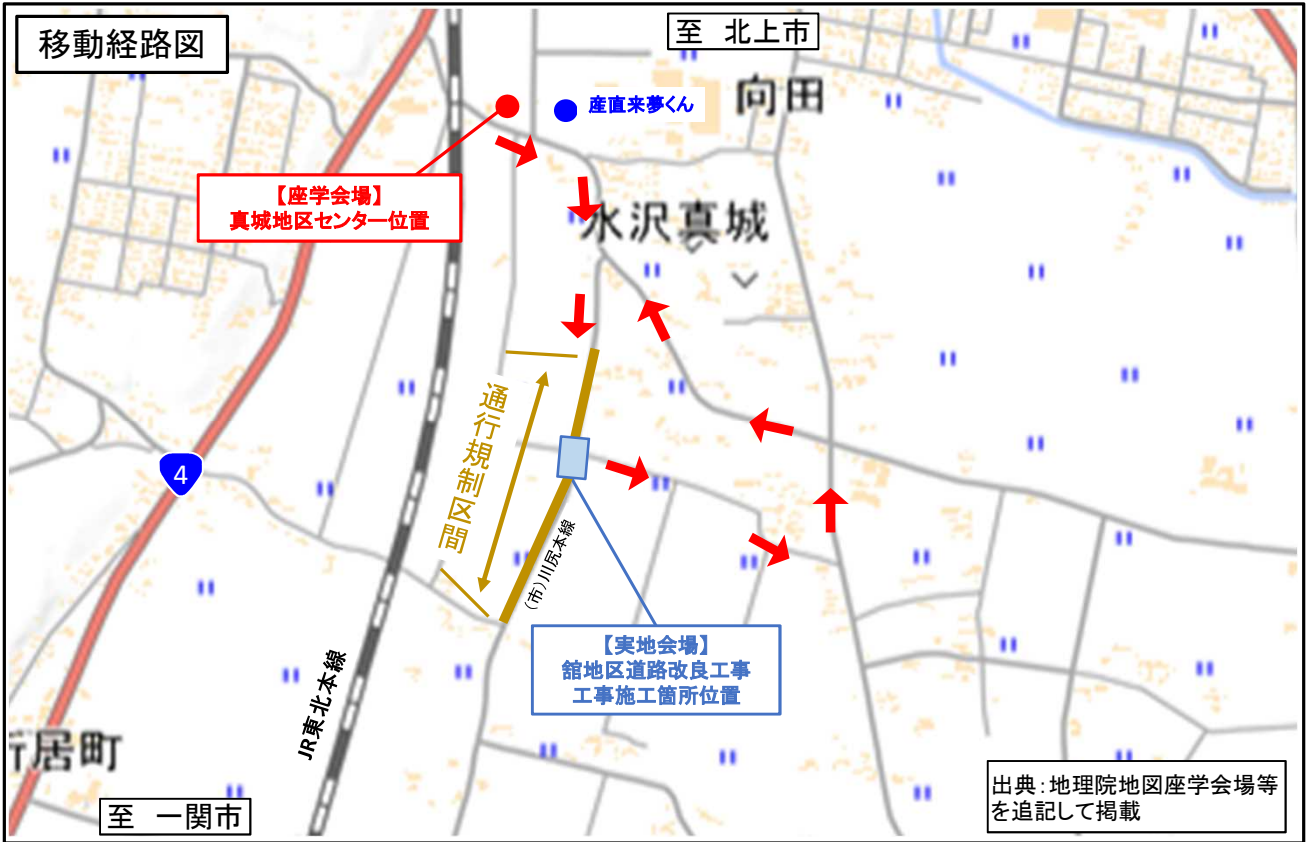 移動経路図
至 北上市
産直来夢くん
向田
【座学会場】
真城地区センター位置
水沢真城
通行規制区間
4
(市)川尻本線
【実地会場】
舘地区道路改良工事
工事施工箇所位置
JR東北本線
居町
至 一関市
出典:地理院地図座学会場等
を追記して掲載